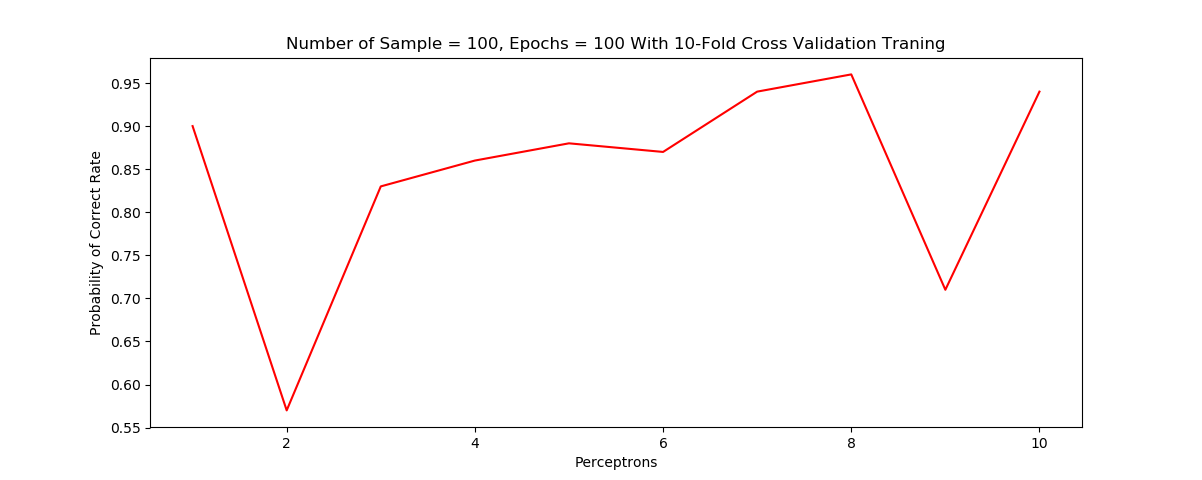 Number of Sample = 100, Epochs = 100 With 10-Fold Cross Validation Traning
Probability of Correct Rate
0.95
0.90
0.85
0.80
0.75
0.70
0.65
0.60
0.55
2 4 6 8 10
Perceptrons